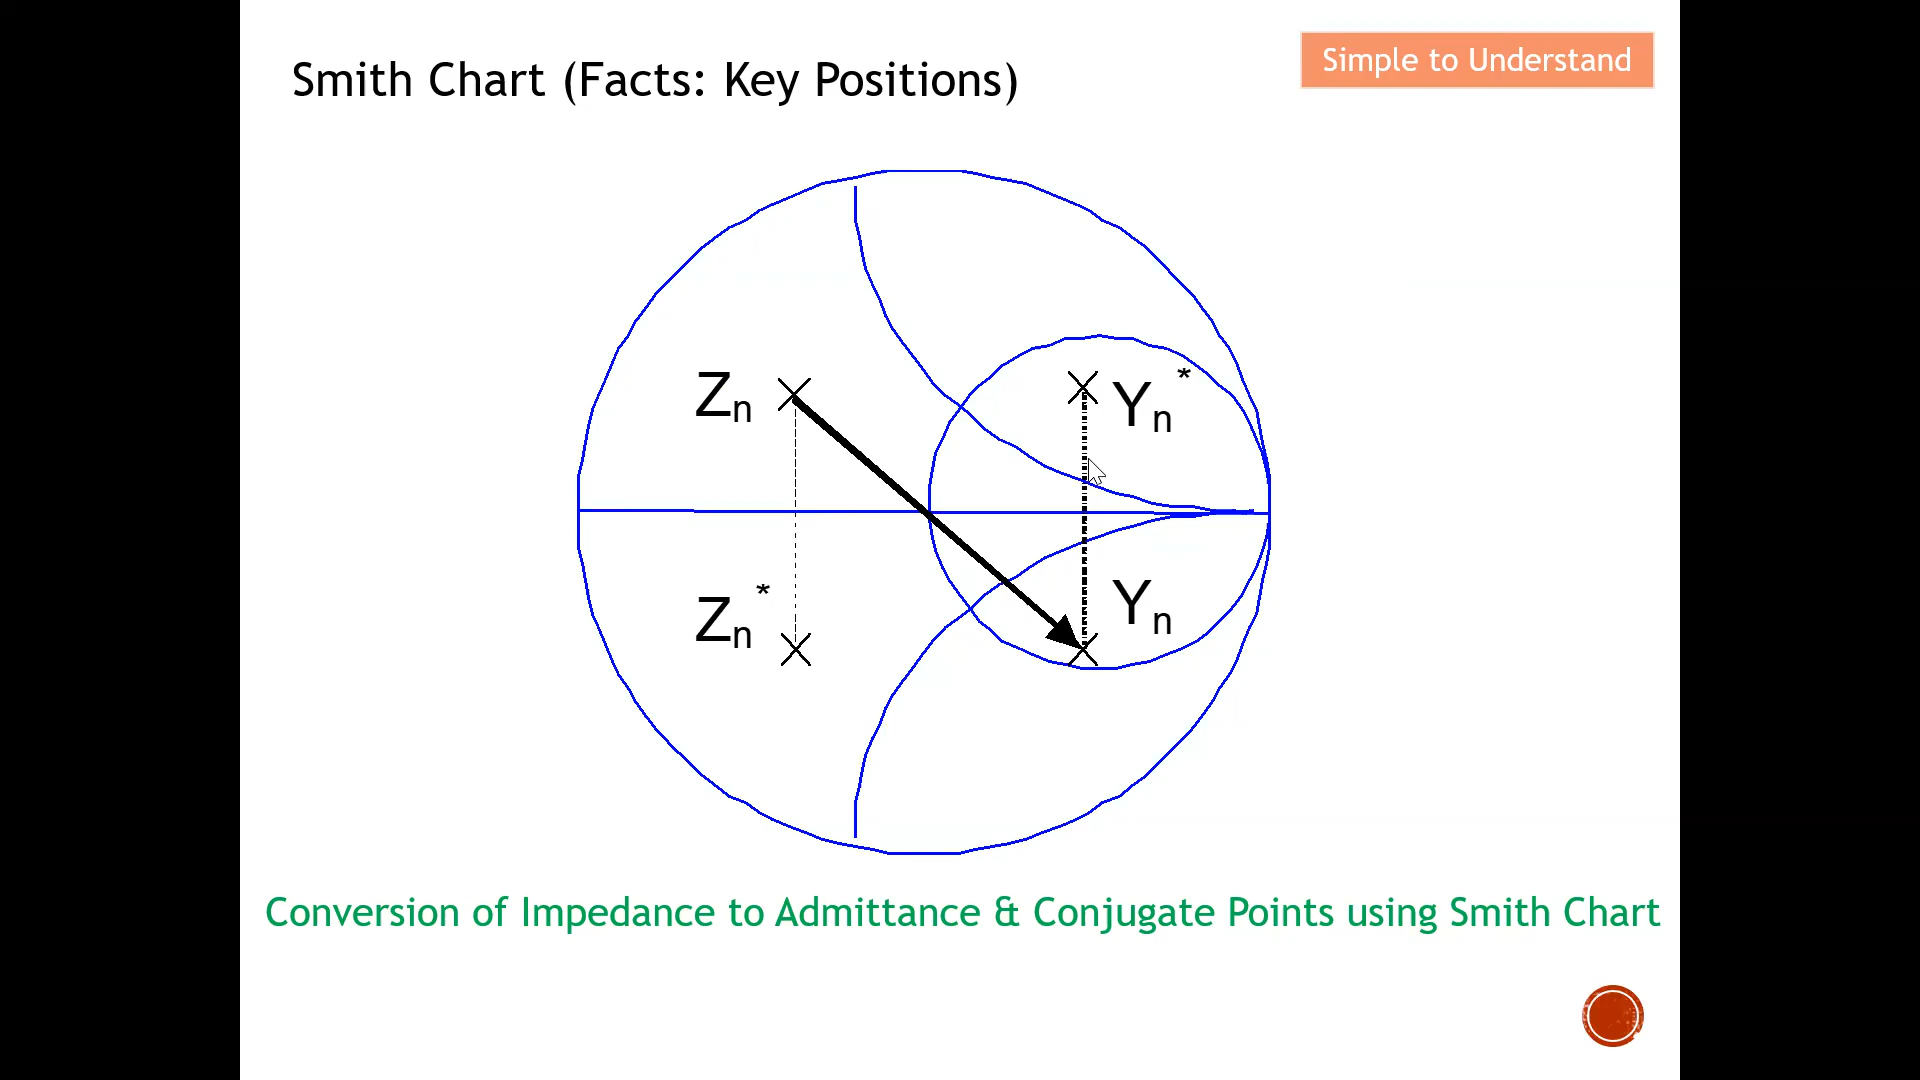 Smith Chart (Facts: Key Positions)
Simple to Understand
Zn
Yn*
Zn*
Yn
Conversion of Impedance to Admittance & Conjugate Points using Smith Chart